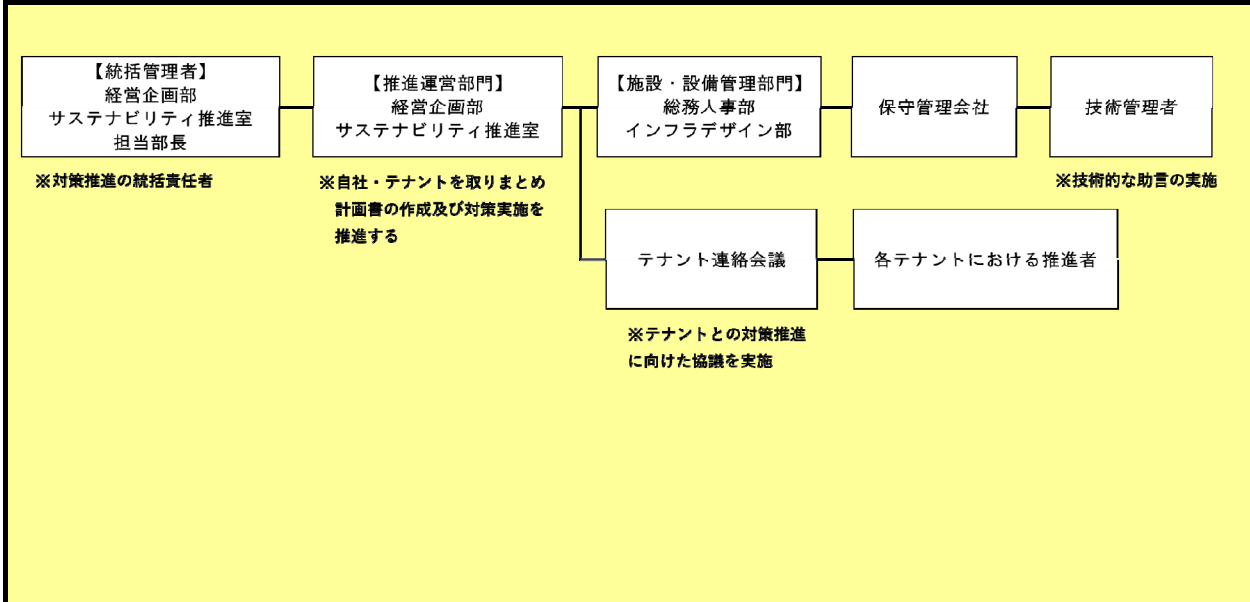 【統括管理者】
経営企画部
サステナビリティ推進室
担当部長
※対策推進の統括責任者
【推進運営部門】
経営企画部
サステナビリティ推進室
※自社・テナントを取りまとめ
計画書の作成及び対策実施を
推進する
【施設・設備管理部門】
総務人事部
インフラデザイン部
保守管理会社
技術管理者
※技術的な助言の実施
テナント連絡会議
※テナントとの対策推進
に向けた協議を実施
各テナントにおける推進者